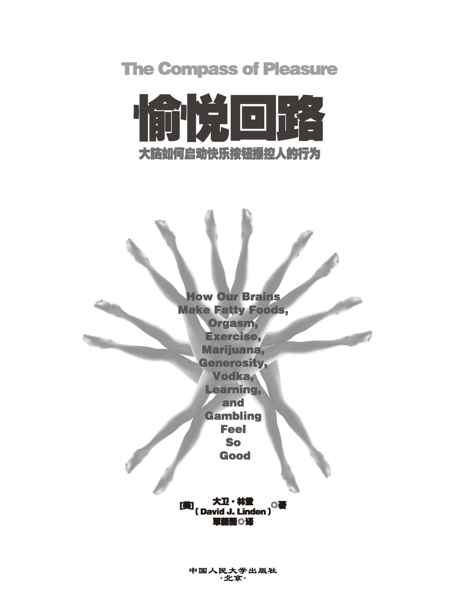 The Compass of Pleasure
愉悦回路
大脑如何启动快乐按钮操控人的行为
How Our Brains
Make Fatty Foods,
Orgasm,
Exercise,
Marijuana,
Generosity,
Vodka,
Learning,
and
Gambling
Feel
So
Good
[美] 大卫·林登 ◎著
(David J. Linden)
覃薇薇◎译
中国人民大学出版社
·北京·